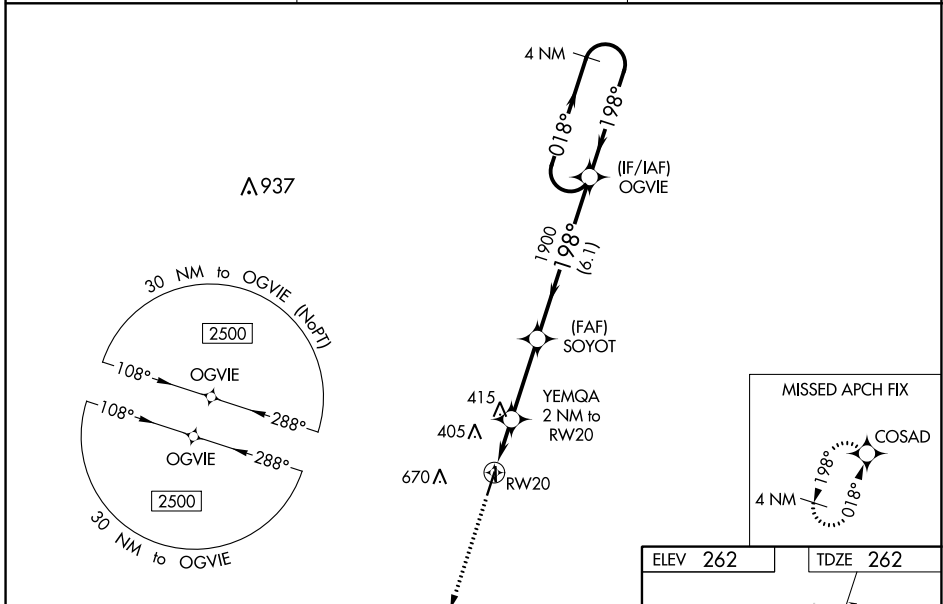 4 NM
018°
198°
(IF/IAF)
OGVIE
937
1900
198°
(6.1)
30 NM to OGVIE (NoPT)
2500
108°
OGVIE
288°
108°
OGVIE
288°
2500
30 NM to OGVIE
(FAF)
SOYOT
415
YEMQA
2 NM to
RW20
405
670
RW20
MISSED APCH FIX
COSAD
198°
4 NM
018°
ELEV 262
TDZE 262